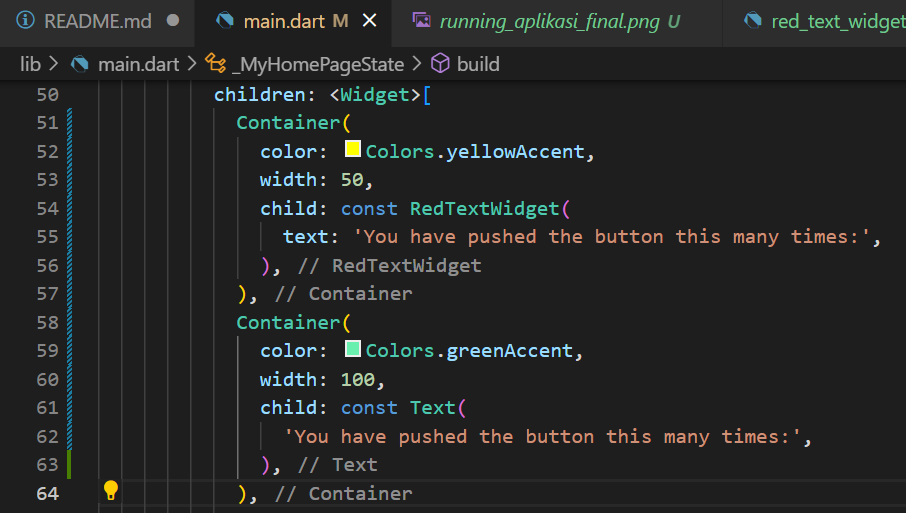 README.md main.dart M running_aplikasi_final.png U red_text_widget
lib > main.dart > _MyHomePageState > build
50 children: <Widget>[
51 Container(
52 color: Colors.yellowAccent,
53 width: 50,
54 child: const RedTextWidget(
55 text: 'You have pushed the button this many times:',
56 ), // RedTextWidget
57 ), // Container
58 Container(
59 color: Colors.greenAccent,
60 width: 100,
61 child: const Text(
62 'You have pushed the button this many times:',
63 ), // Text
64 ), // Container